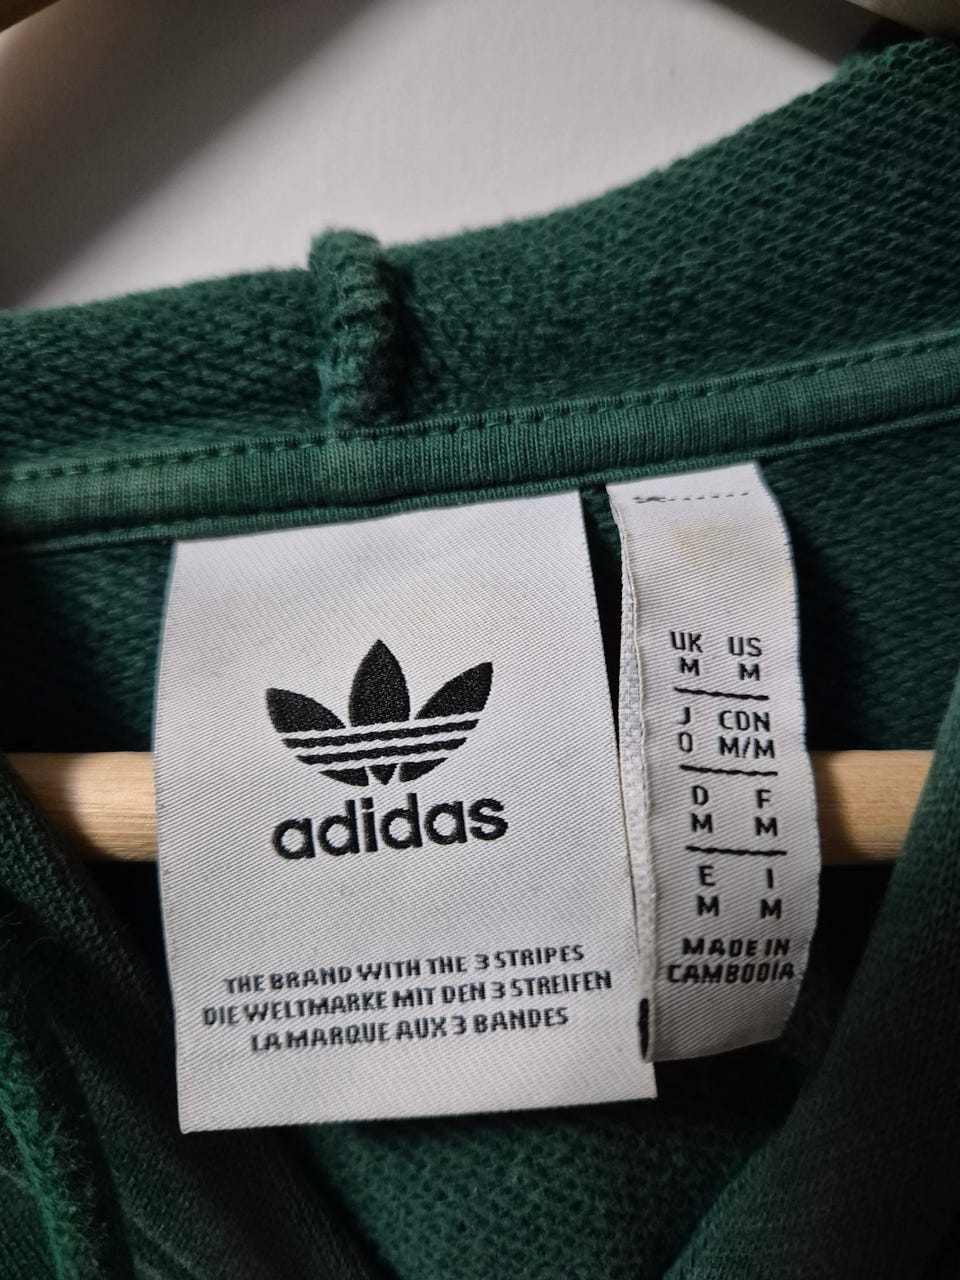 adidas
THE BRAND WITH THE 3 STRIPES
DIE WELTMARKE MIT DEN 3 STREIFEN
LA MARQUE AUX 3 BANDES
UK US
M M
J CDN
O M/M
D F
M M
E I
M M
MADE IN
CAMBODIA